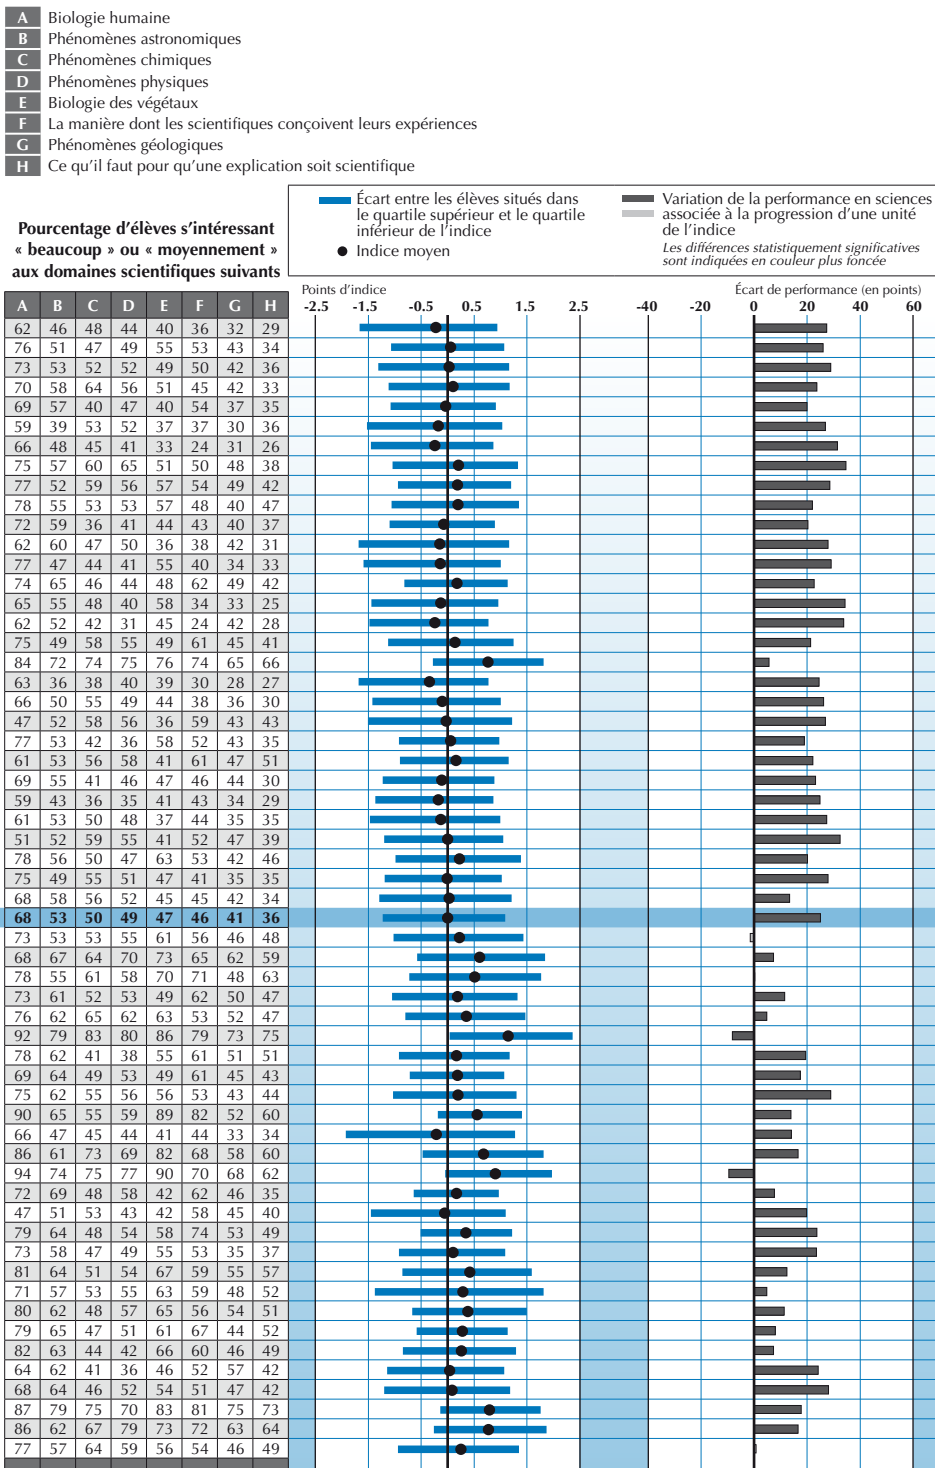 A Biologie humaine
B Phénomènes astronomiques
C Phénomènes chimiques
D Phénomènes physiques
E Biologie des végétaux
F La manière dont les scientifiques conçoivent leurs expériences
G Phénomènes géologiques
H Ce qu'il faut pour qu'une explication soit scientifique
Pourcentage d'élèves s'intéressant
« beaucoup » ou « moyennement »
aux domaines scientifiques suivants
Écart entre les élèves situés dans
le quartile supérieur et le quartile
inférieur de l'indice
Indice moyen
Variation de la performance en sciences
associée à la progression d'une unité
de l'indice
Les différences statistiquement significatives
sont indiquées en couleur plus foncée
Points d'indice
Écart de performance (en points)
A B C D E F G H
-2.5 -1.5 -0.5 0.5 1.5 2.5 -40 -20 0 20 40 60
62 46 48 44 40 36 32 29
76 51 47 49 55 53 43 34
73 53 52 52 49 50 42 36
70 58 64 56 51 45 42 33
69 57 40 47 40 54 37 35
59 39 53 52 37 37 30 36
66 48 45 41 33 24 31 26
75 57 60 65 51 50 48 38
77 52 59 56 57 54 49 42
78 55 53 53 57 48 40 47
72 59 36 41 44 43 40 37
62 60 47 50 36 38 42 31
77 47 44 41 55 40 34 33
74 65 46 44 48 62 49 42
65 55 48 40 58 34 33 25
62 52 42 31 45 24 42 28
75 49 58 55 49 61 45 41
84 72 74 75 76 74 65 66
63 36 38 40 39 30 28 27
66 50 55 49 44 38 36 30
47 52 58 56 36 59 43 43
77 53 42 36 58 52 43 35
61 53 56 58 41 61 47 51
69 55 41 46 47 46 44 30
59 43 36 35 41 43 34 29
61 53 50 48 37 44 35 35
51 52 59 55 41 52 47 39
78 56 50 47 63 53 42 46
75 49 55 51 47 41 35 35
68 58 56 52 45 45 42 34
68 53 50 49 47 46 41 36
73 53 53 55 61 56 46 48
68 67 64 70 73 65 62 59
78 55 61 58 70 71 48 63
73 61 52 53 49 62 50 47
76 62 65 62 63 53 52 47
92 79 83 80 86 79 73 75
78 62 41 38 55 61 51 51
69 64 49 53 49 61 45 43
75 62 55 56 56 53 43 44
90 65 55 59 89 82 52 60
66 47 45 44 41 44 33 34
86 61 73 69 82 68 58 60
94 74 75 77 90 70 68 62
72 69 48 58 42 62 46 35
47 51 53 43 42 58 45 40
79 64 48 54 58 74 53 49
73 58 47 49 55 53 35 37
81 64 51 54 67 59 55 57
71 57 53 55 63 59 48 52
80 62 48 57 65 56 54 51
79 65 47 51 61 67 44 52
82 63 44 42 66 60 46 49
64 62 41 36 46 52 57 42
68 64 46 52 54 51 47 42
87 79 75 70 83 81 75 73
86 62 67 79 73 72 63 64
77 57 64 59 56 54 46 49